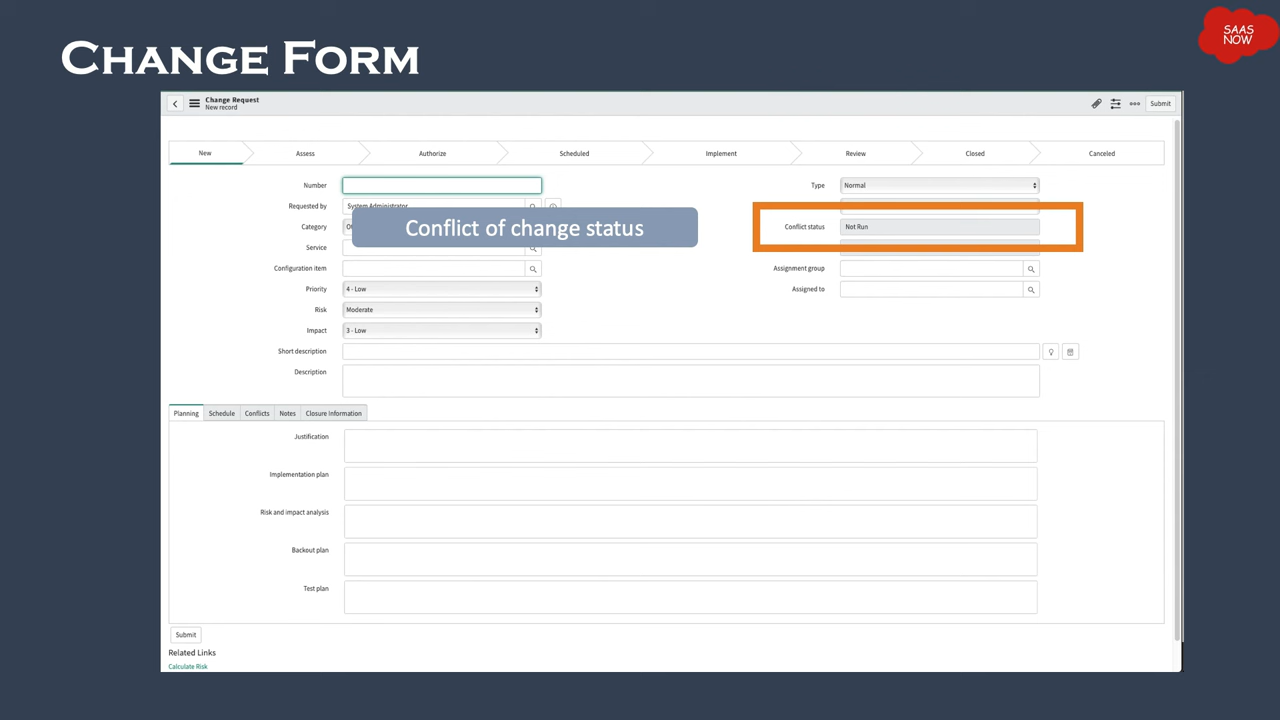 CHANGE FORM
SAAS
NOW
Change Request
New record
Submit
New
Assess
Authorize
Scheduled
Implement
Review
Closed
Canceled
Number
Type
Normal
Requested by
System Administrator
Category
Conflict of change status
Conflict status
Not Run
Service
Configuration item
Assignment group
Priority
4 - Low
Assigned to
Risk
Moderate
Impact
3 - Low
Short description
Description
Planning
Schedule
Conflicts
Notes
Closure Information
Justification
Implementation plan
Risk and impact analysis
Backout plan
Test plan
Submit
Related Links
Calculate Risk